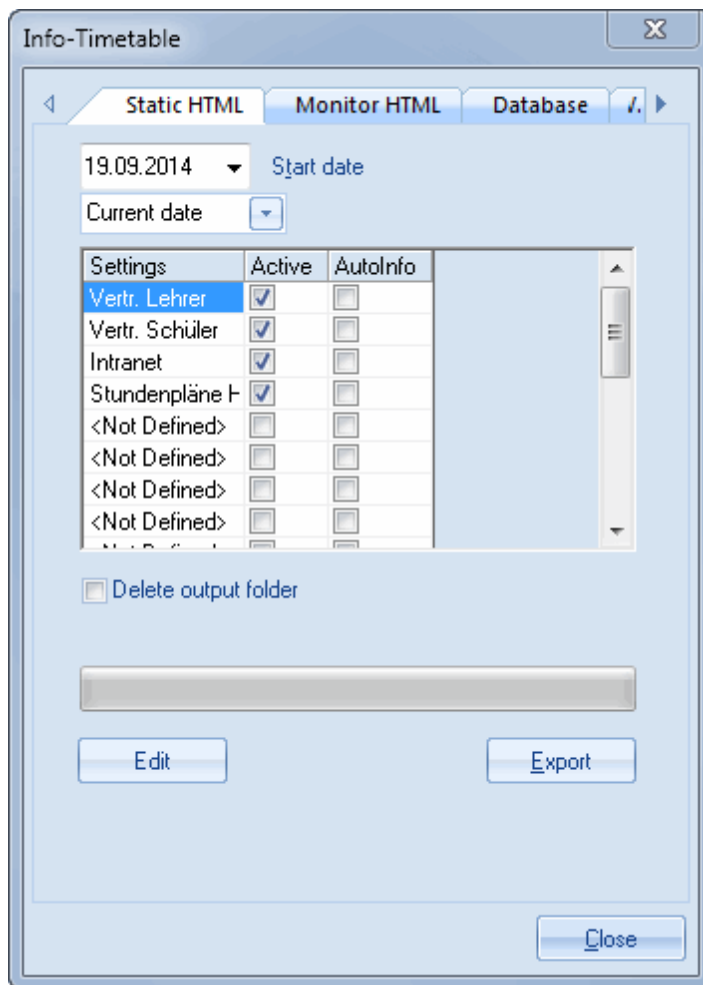 Info-Timetable
Static HTML Monitor HTML Database
19.09.2014 Start date
Current date
Settings Active AutoInfo
Vertr. Lehrer
Vertr. Schüler
Intranet
Stundenpläne
<Not Defined>
<Not Defined>
<Not Defined>
<Not Defined>
Delete output folder
Edit Export
Close